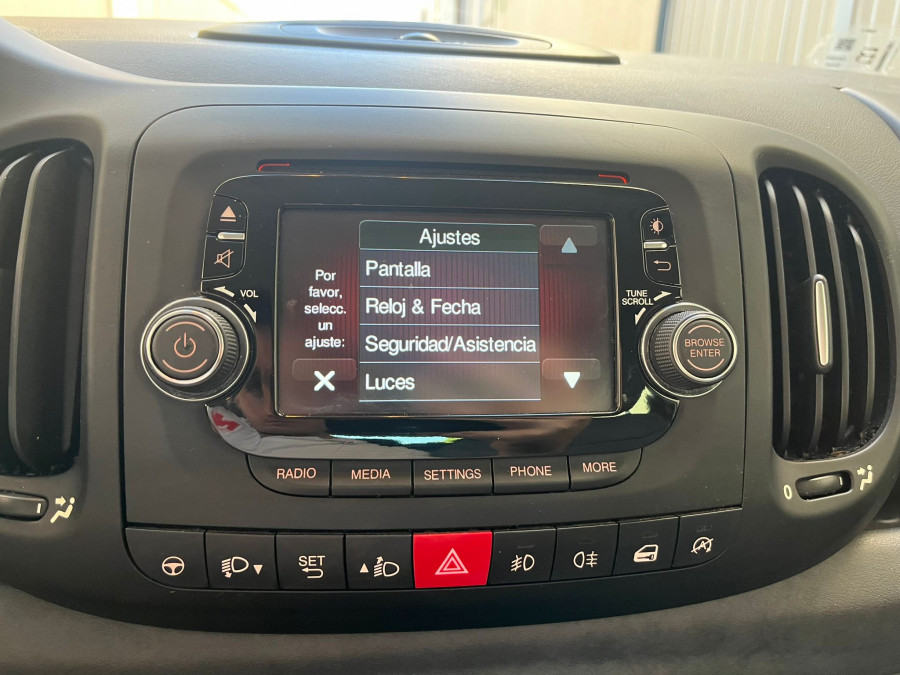 Ajustes
Por
favor,
selecc.
un
ajuste:
Pantalla
Reloj & Fecha
Seguridad/Asistencia
Luces
VOL
TUNE
SCROLL
BROWSE
ENTER
RADIO
MEDIA
SETTINGS
PHONE
MORE
I
0
SET